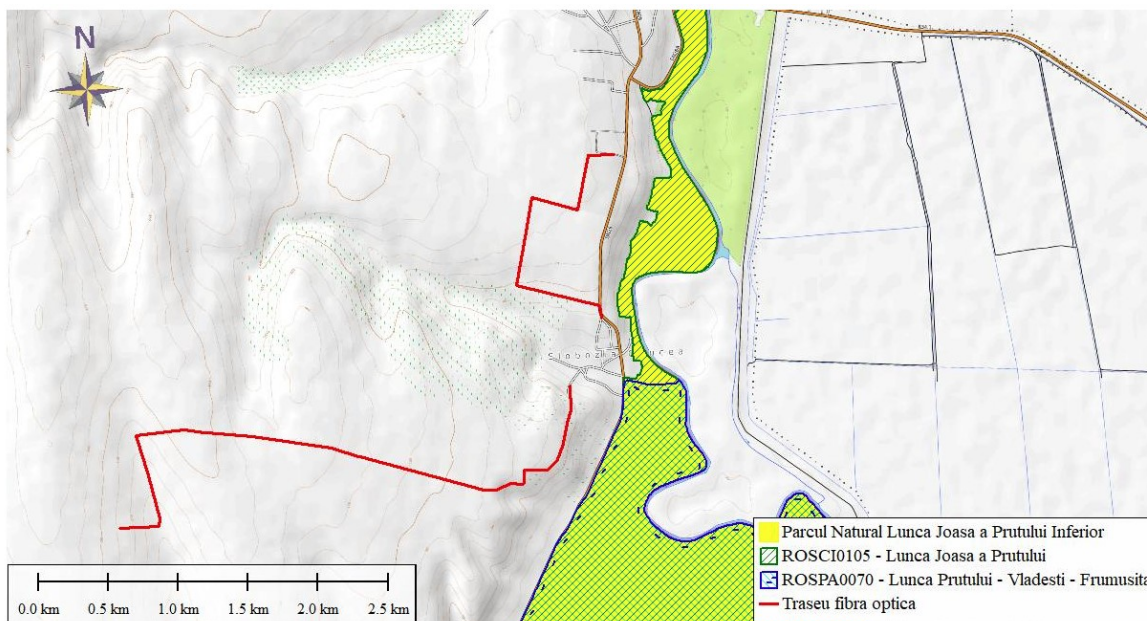 N
Slobozia Oancea
Parcul Natural Lunca Joasa a Prutului Inferior
ROSCI0105 - Lunca Joasa a Prutului
ROSPA0070 - Lunca Prutului - Vladesti - Frumusita
Traseu fibra optica
0.0 km 0.5 km 1.0 km 1.5 km 2.0 km 2.5 km